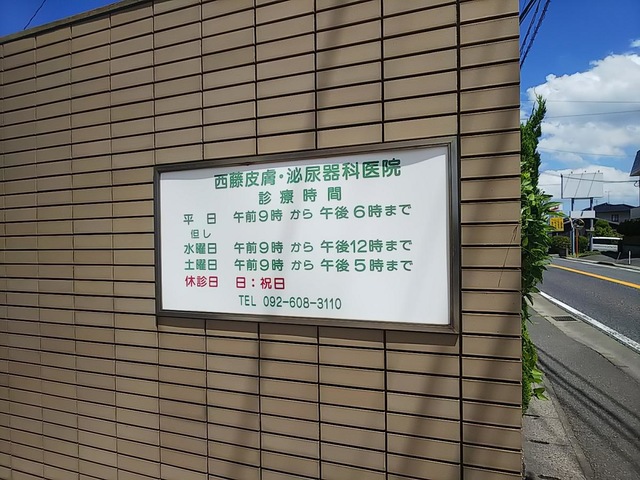 西藤皮膚・泌尿器科医院
診療時間
平日 午前9時 から 午後6時まで
但し
水曜日 午前9時 から 午後12時まで
土曜日 午前9時 から 午後5時まで
休診日 日：祝日
TEL 092-608-3110